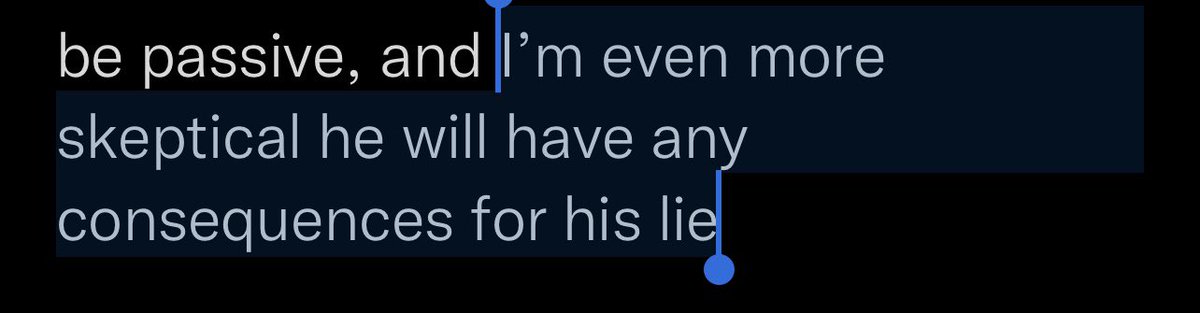 be passive, and I’m even more
skeptical he will have any
consequences for his lie